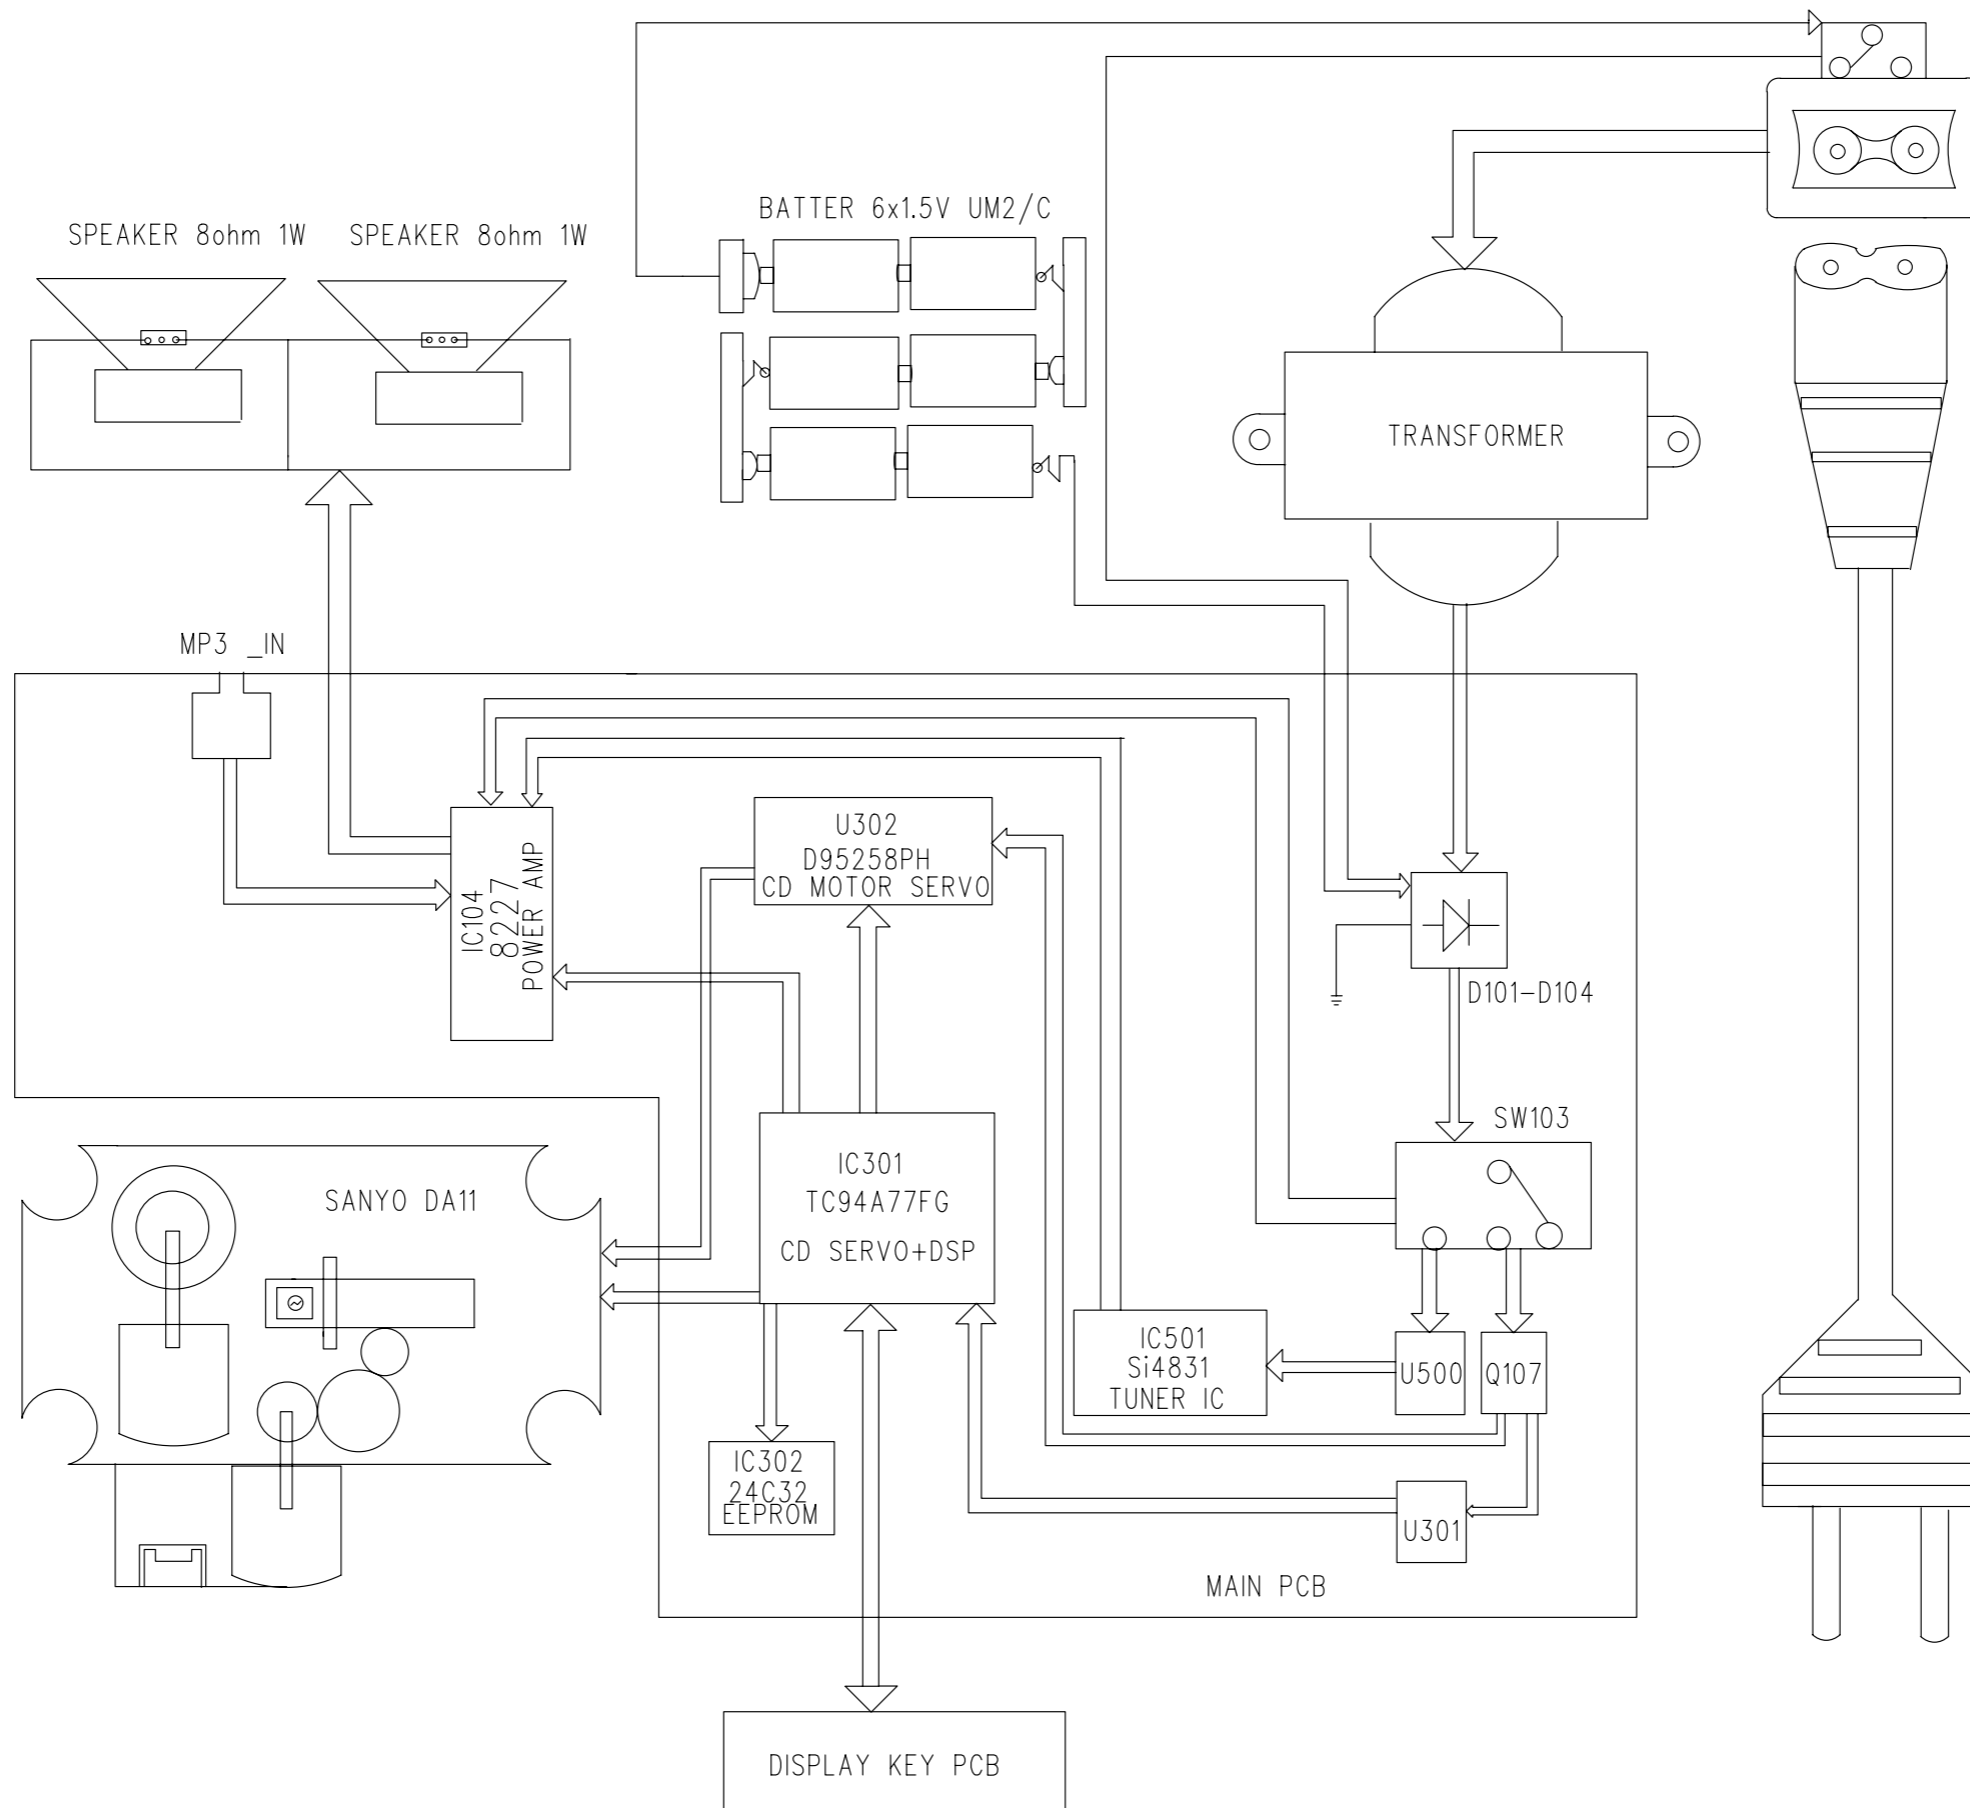 BATTER 6x1.5V UM2/C
SPEAKER 8ohm 1W
SPEAKER 8ohm 1W
TRANSFORMER
MP3 _IN
U302
D95258PH
CD MOTOR SERVO
IC104
8227
POWER AMP
D101-D104
SW103
IC301
TC94A77FG
CD SERVO+DSP
SANYO DA11
IC501
Si4831
TUNER IC
U500
Q107
IC302
24C32
EEPROM
U301
MAIN PCB
DISPLAY KEY PCB